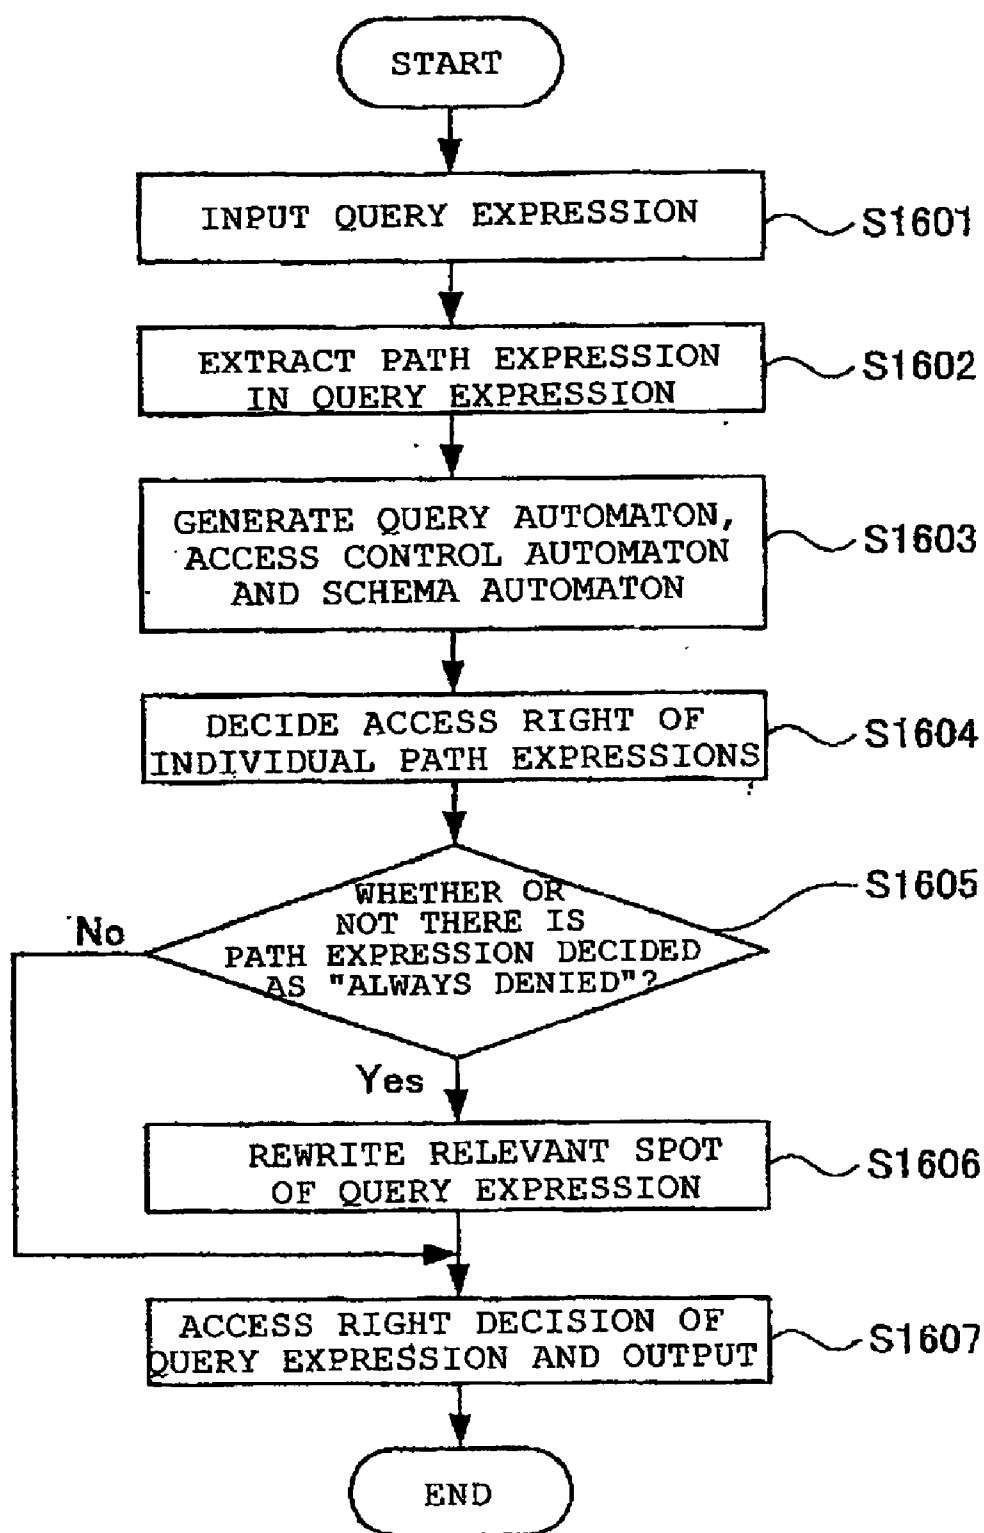 START
INPUT QUERY EXPRESSION
S1601
EXTRACT PATH EXPRESSION
IN QUERY EXPRESSION
S1602
GENERATE QUERY AUTOMATON,
ACCESS CONTROL AUTOMATON
AND SCHEMA AUTOMATON
S1603
DECIDE ACCESS RIGHT OF
INDIVIDUAL PATH EXPRESSIONS
S1604
WHETHER OR
NOT THERE IS
PATH EXPRESSION DECIDED
AS "ALWAYS DENIED"?
S1605
No
Yes
REWRITE RELEVANT SPOT
OF QUERY EXPRESSION
S1606
ACCESS RIGHT DECISION OF
QUERY EXPRESSION AND OUTPUT
S1607
END